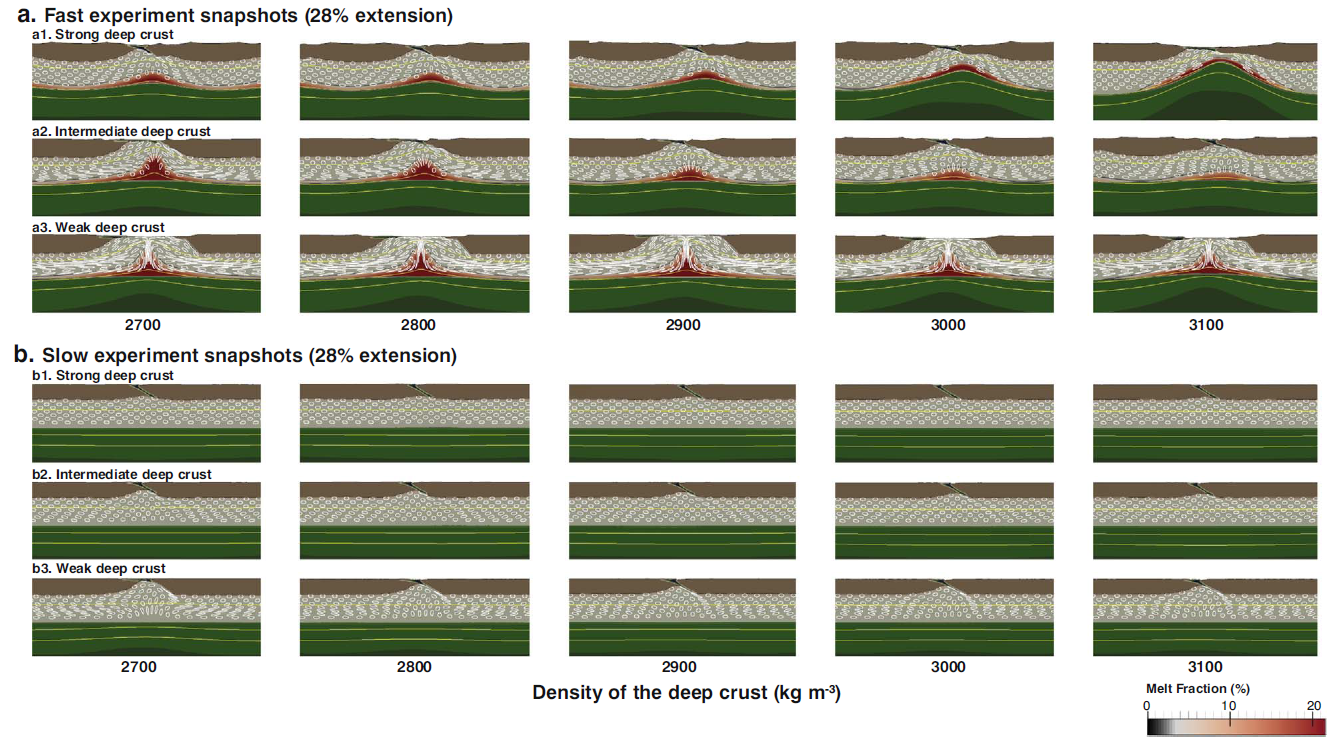 a. Fast experiment snapshots (28% extension)
a1. Strong deep crust
a2. Intermediate deep crust
a3. Weak deep crust
2700 2800 2900 3000 3100
b. Slow experiment snapshots (28% extension)
b1. Strong deep crust
b2. Intermediate deep crust
b3. Weak deep crust
2700 2800 2900 3000 3100
Density of the deep crust (kg m⁻³)
Melt Fraction (%)
0 10 20